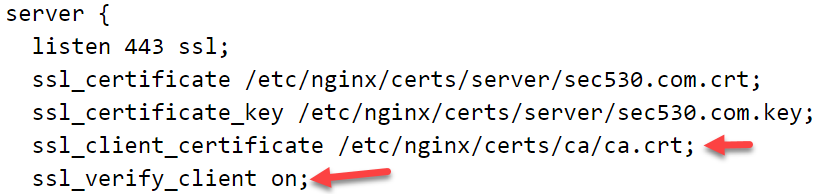 server {
listen 443 ssl;
ssl_certificate /etc/nginx/certs/server/sec530.com.crt;
ssl_certificate_key /etc/nginx/certs/server/sec530.com.key;
ssl_client_certificate /etc/nginx/certs/ca/ca.crt;
ssl_verify_client on;